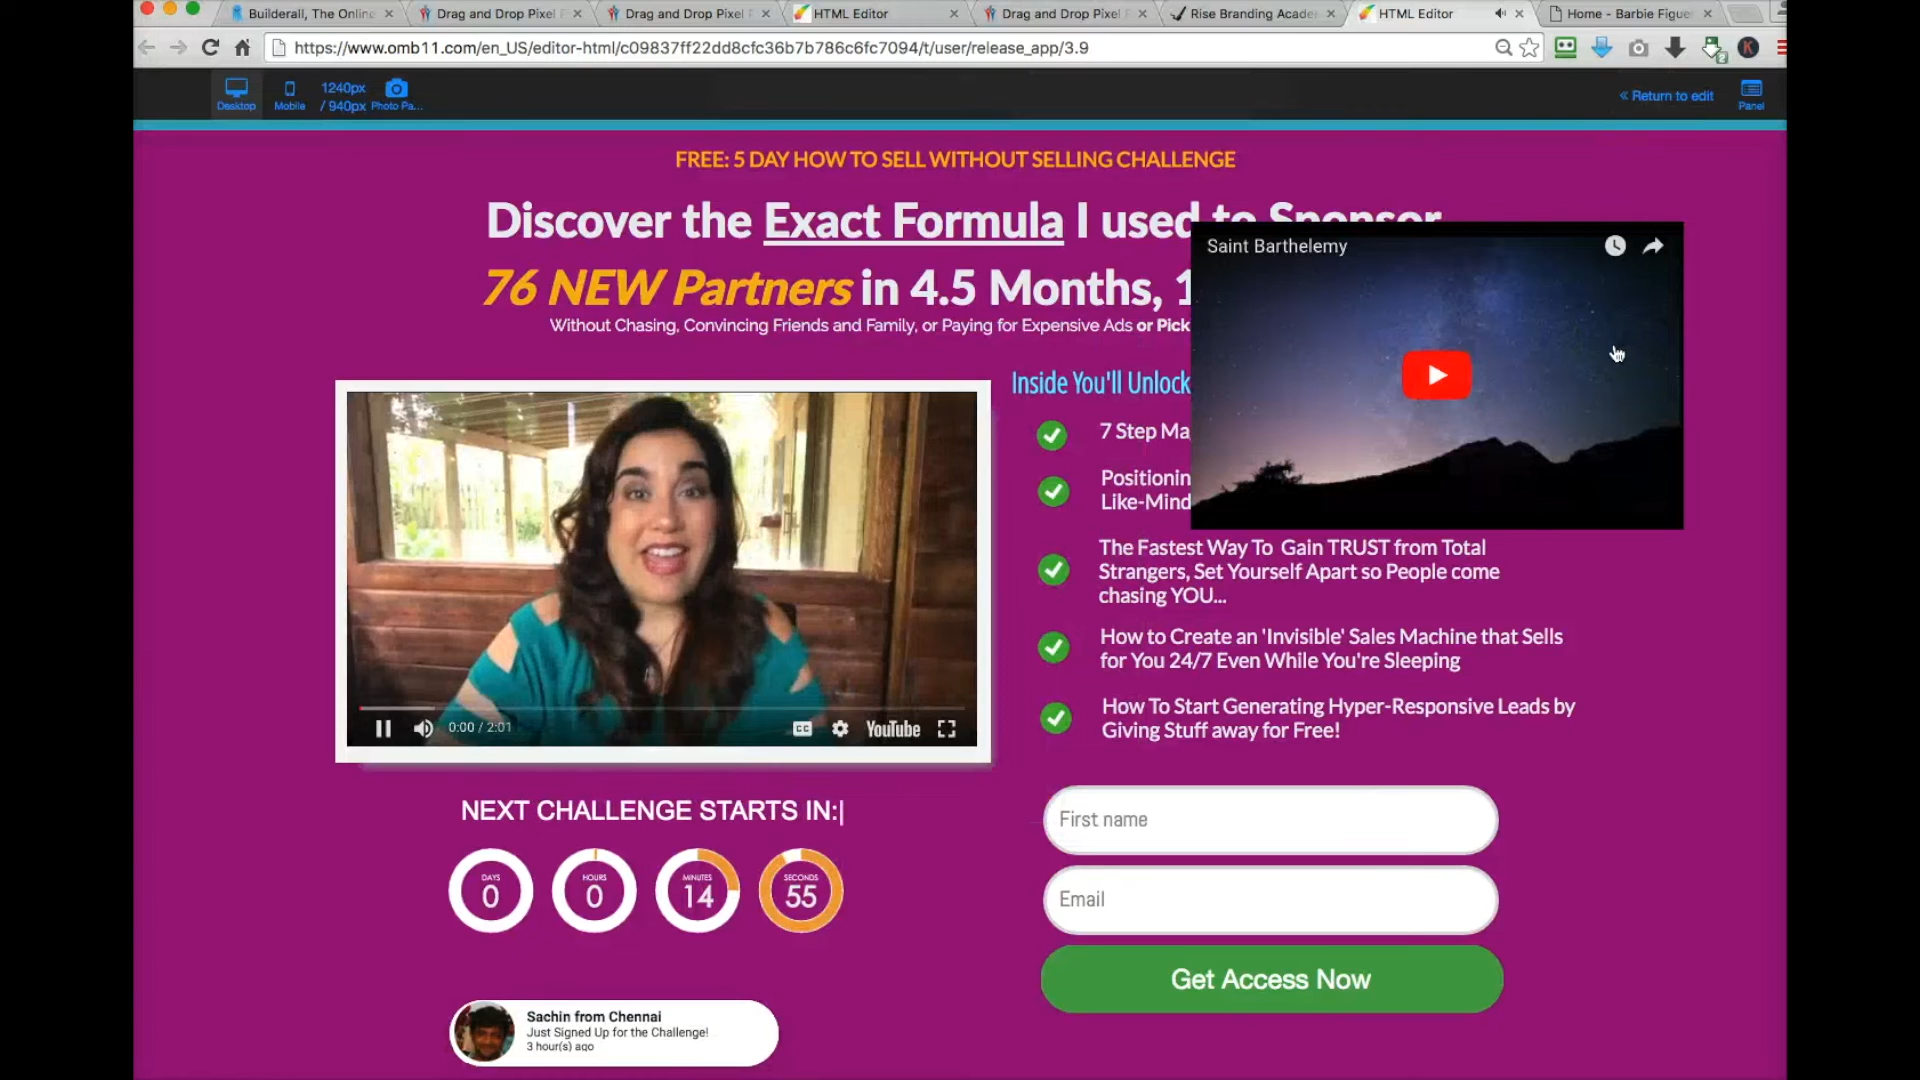 Builderall, The Online
Drag and Drop Pixel
Drag and Drop Pixel
HTML Editor
Drag and Drop Pixel
Rise Branding Acade
HTML Editor
Home - Barbie Figue
https://www.omb11.com/en_US/editor-html/c09837ff22dd8cfc36b7b786c6fc7094/t/user/release_app/3.9
Desktop
Mobile
1240px
/ 940px
Photo Pa...
« Return to edit
Panel
FREE: 5 DAY HOW TO SELL WITHOUT SELLING CHALLENGE
Discover the Exact Formula I used to Sponsor
76 NEW Partners in 4.5 Months, 1
Without Chasing, Convincing Friends and Family, or Paying for Expensive Ads or Pick
Saint Barthelemy
Inside You'll Unlock
7 Step Ma
Positionin
Like-Mind
The Fastest Way To Gain TRUST from Total
Strangers, Set Yourself Apart so People come
chasing YOU...
How to Create an 'Invisible' Sales Machine that Sells
for You 24/7 Even While You're Sleeping
How To Start Generating Hyper-Responsive Leads by
Giving Stuff away for Free!
0:00 / 2:01
CC
YouTube
NEXT CHALLENGE STARTS IN:|
DAYS
0
HOURS
0
MINUTES
14
SECONDS
55
First name
Email
Get Access Now
Sachin from Chennai
Just Signed Up for the Challenge!
3 hour(s) ago